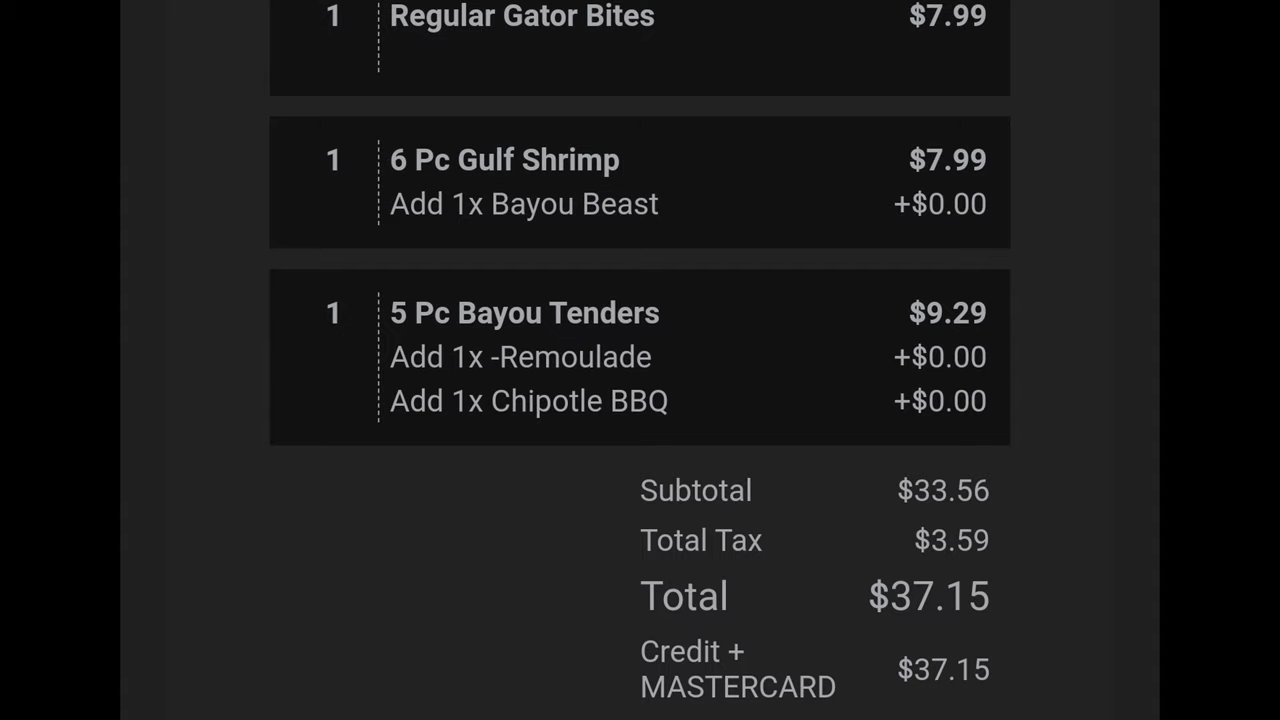 1 Regular Gator Bites $7.99
1 6 Pc Gulf Shrimp $7.99
Add 1x Bayou Beast +$0.00
1 5 Pc Bayou Tenders $9.29
Add 1x -Remoulade +$0.00
Add 1x Chipotle BBQ +$0.00
Subtotal $33.56
Total Tax $3.59
Total $37.15
Credit +
MASTERCARD $37.15